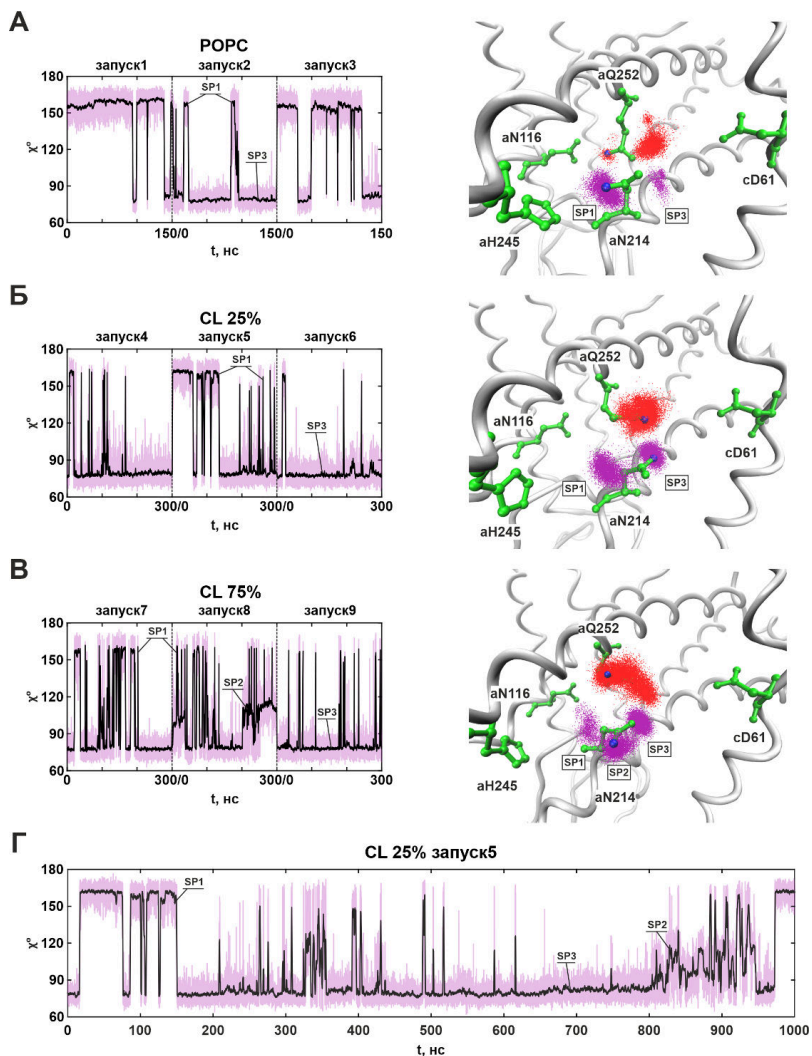 А
POPC
запуск1 запуск2 запуск3
180
150
120
90
60
χ°
SP1
SP3
0 150/0 150/0 150
t, нс
aQ252
aN116
cD61
SP1
SP3
aH245
aN214
Б
CL 25%
запуск4 запуск5 запуск6
180
150
120
90
60
χ°
SP1
SP3
0 300/0 300/0 300
t, нс
aQ252
aN116
cD61
SP1
SP3
aH245
aN214
В
CL 75%
запуск7 запуск8 запуск9
180
150
120
90
60
χ°
SP1
SP2
SP3
0 300/0 300/0 300
t, нс
aQ252
aN116
cD61
SP1
SP3
SP2
aH245
aN214
Г
CL 25% запуск5
180
150
120
90
60
χ°
SP1
SP2
SP3
0 100 200 300 400 500 600 700 800 900 1000
t, нс